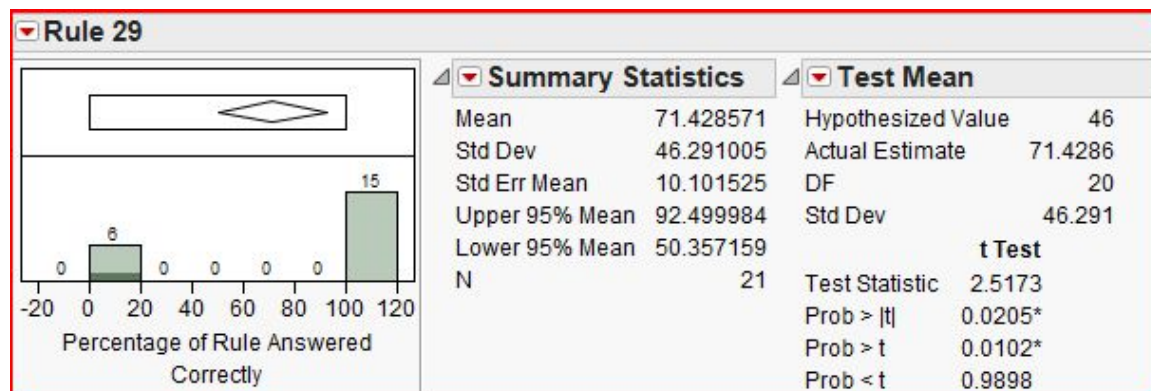 Rule 29
6
15
0 0 0 0 0
-20 0 20 40 60 80 100 120
Percentage of Rule Answered
Correctly
Summary Statistics
Mean 71.428571
Std Dev 46.291005
Std Err Mean 10.101525
Upper 95% Mean 92.499984
Lower 95% Mean 50.357159
N 21
Test Mean
Hypothesized Value 46
Actual Estimate 71.4286
DF 20
Std Dev 46.291
t Test
Test Statistic 2.5173
Prob > |t| 0.0205*
Prob > t 0.0102*
Prob < t 0.9898